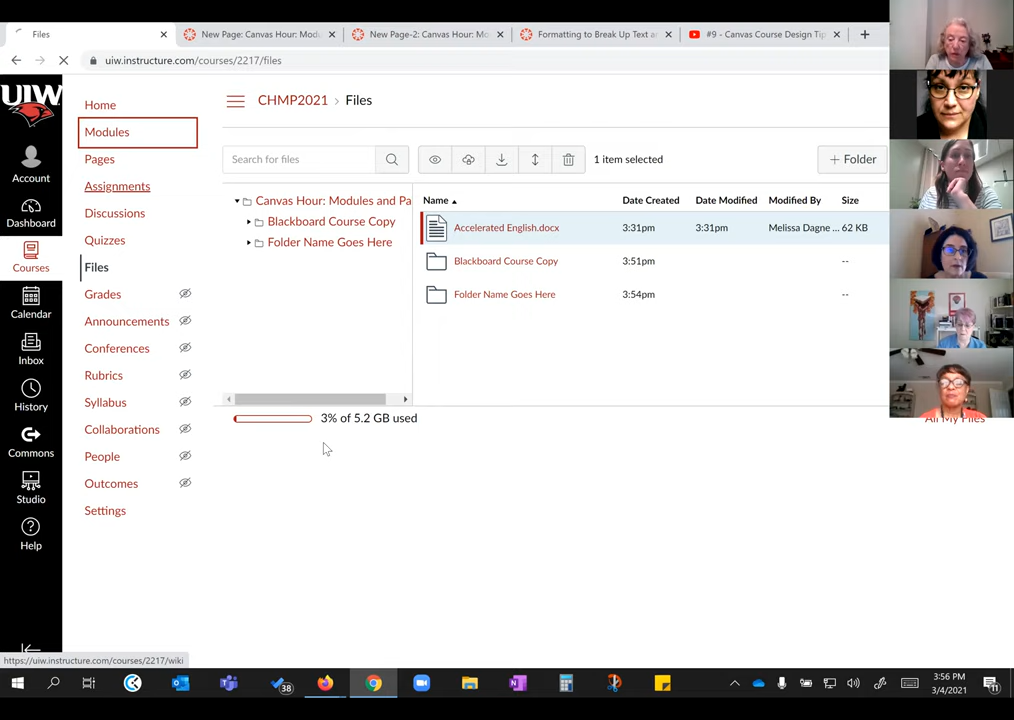 Files
New Page: Canvas Hour: Modu
New Page-2: Canvas Hour: Mo
Formatting to Break Up Text a
#9 - Canvas Course Design Tip
uiw.instructure.com/courses/2217/files
UIW
Account
Dashboard
Courses
Calendar
Inbox
History
Commons
Studio
Help
Home
Modules
Pages
Assignments
Discussions
Quizzes
Files
Grades
Announcements
Conferences
Rubrics
Syllabus
Collaborations
People
Outcomes
Settings
CHMP2021 › Files
Search for files
1 item selected
+ Folder
Canvas Hour: Modules and Pa
Blackboard Course Copy
Folder Name Goes Here
Name Date Created Date Modified Modified By Size
Accelerated English.docx 3:31pm 3:31pm Melissa Dagne ... 62 KB
Blackboard Course Copy 3:51pm --
Folder Name Goes Here 3:54pm --
3% of 5.2 GB used
All My Files
https://uiw.instructure.com/courses/2217/wiki
38
3:56 PM
3/4/2021
11